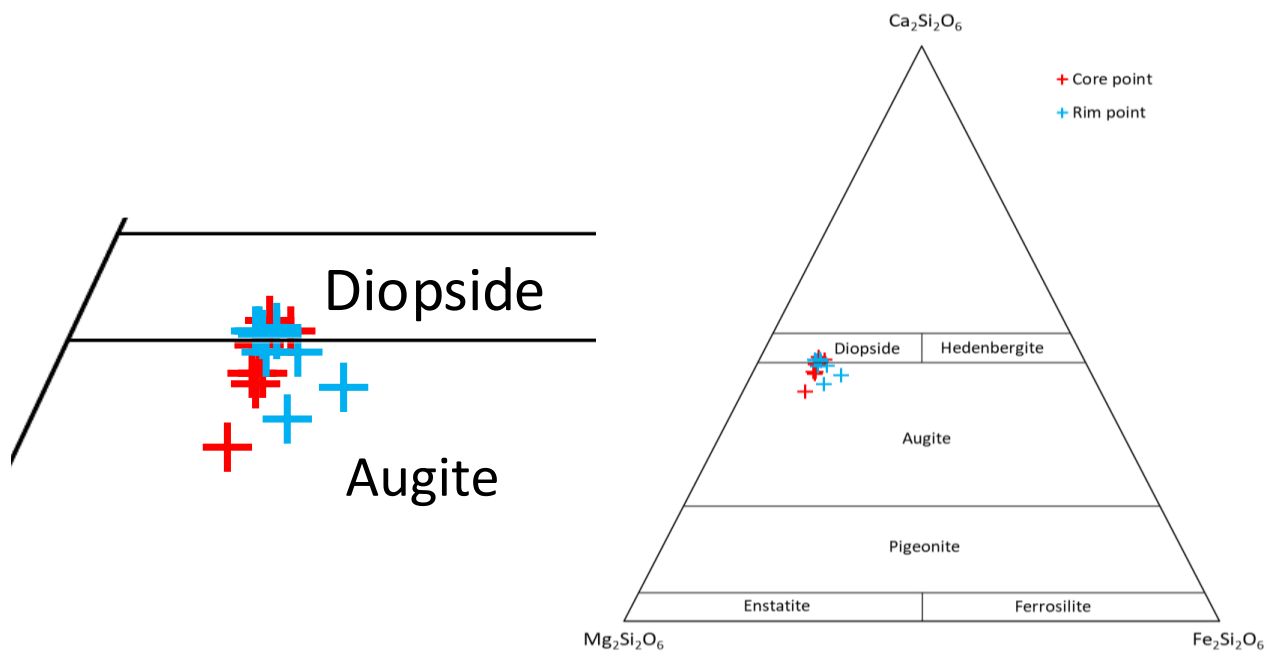 Diopside
Augite
Ca₂Si₂O₆
Core point
Rim point
Diopside
Hedenbergite
Augite
Pigeonite
Enstatite
Ferrosilite
Mg₂Si₂O₆
Fe₂Si₂O₆